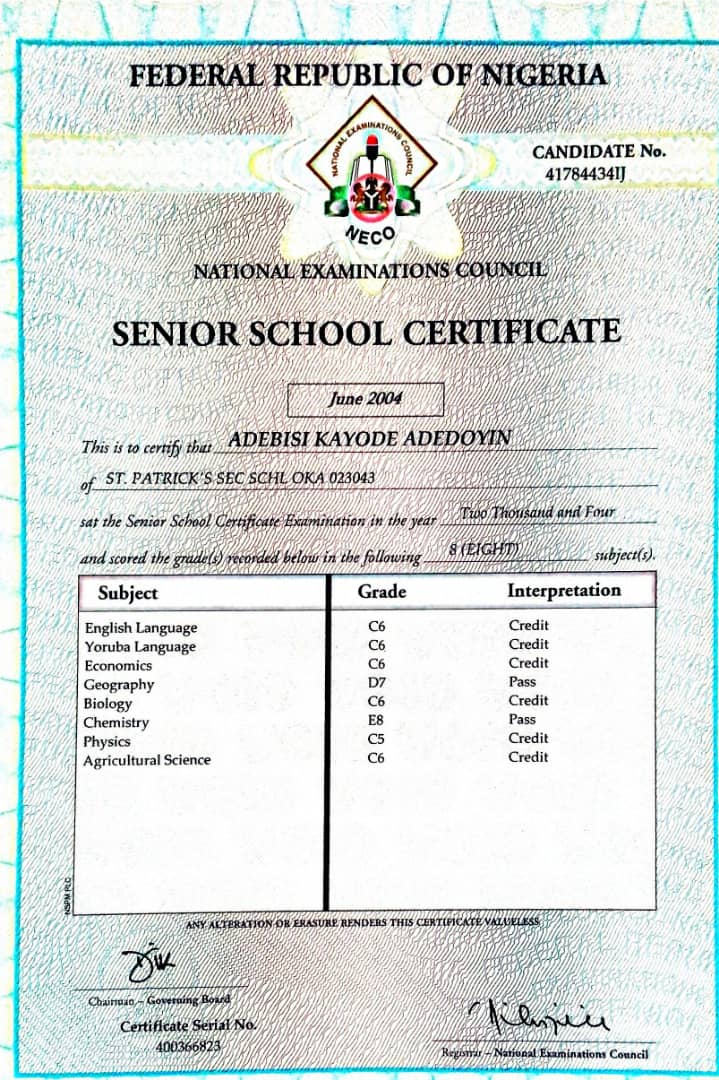 FEDERAL REPUBLIC OF NIGERIA
NATIONAL EXAMINATIONS COUNCIL
NECO
CANDIDATE No.
41784434IJ
NATIONAL EXAMINATIONS COUNCIL
SENIOR SCHOOL CERTIFICATE
June 2004
This is to certify that ADEBISI KAYODE ADEDOYIN
of ST. PATRICK'S SEC SCHL OKA 023043
sat the Senior School Certificate Examination in the year Two Thousand and Four
and scored the grade(s) recorded below in the following 8 (EIGHT) subject(s).
Subject Grade Interpretation
English Language C6 Credit
Yoruba Language C6 Credit
Economics C6 Credit
Geography D7 Pass
Biology C6 Credit
Chemistry E8 Pass
Physics C5 Credit
Agricultural Science C6 Credit
NSPM PLC
ANY ALTERATION OR ERASURE RENDERS THIS CERTIFICATE VALUELESS
Chairman – Governing Board
Certificate Serial No.
400366823
Registrar – National Examinations Council